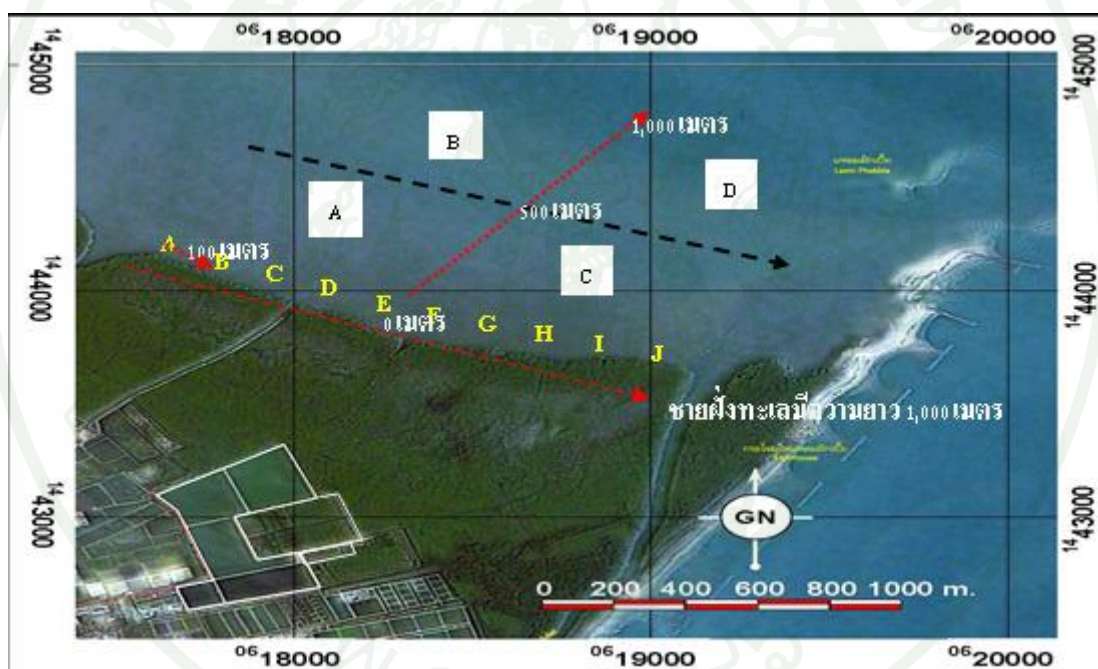 ⁰⁶18000 ⁰⁶19000 ⁰⁶20000
¹⁴45000 ¹⁴45000
B 1,000 เมตร
D
Laem Phakbia
A 500 เมตร
A 100 เมตร
B C
¹⁴44000 D C ¹⁴44000
E F
0 เมตร G
H I J
ชายฝั่งทะเลมีความยาว 1,000 เมตร
¹⁴43000 GN ¹⁴43000
0 200 400 600 800 1000 m.
⁰⁶18000 ⁰⁶19000 ⁰⁶20000